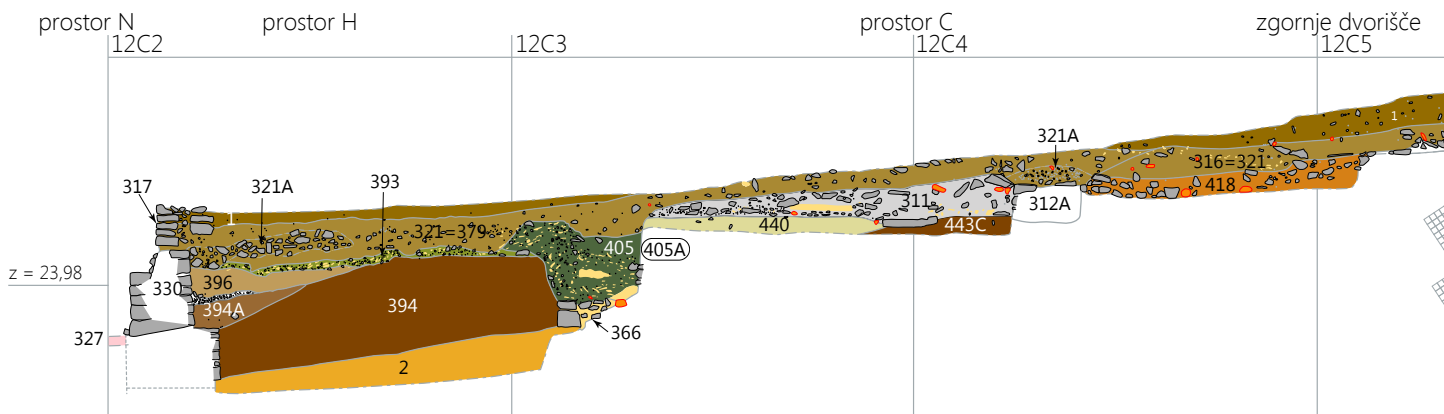 prostor N
prostor H
prostor C
zgornje dvorišče
12C2
12C3
12C4
12C5
1
321A
316=321
418
312A
317
321A
393
1
321=379
311
405
405A
440
443C
z = 23,98
330
396
394A
394
327
366
2